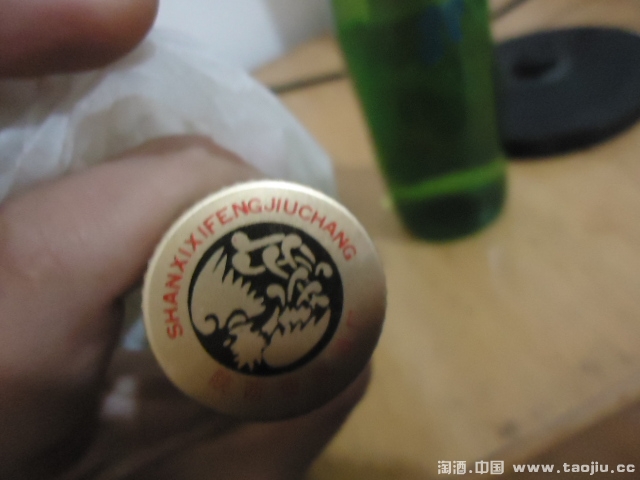 SHANXIXIFENGJIUCHANG
淘酒.中国 www.taojiu.cc